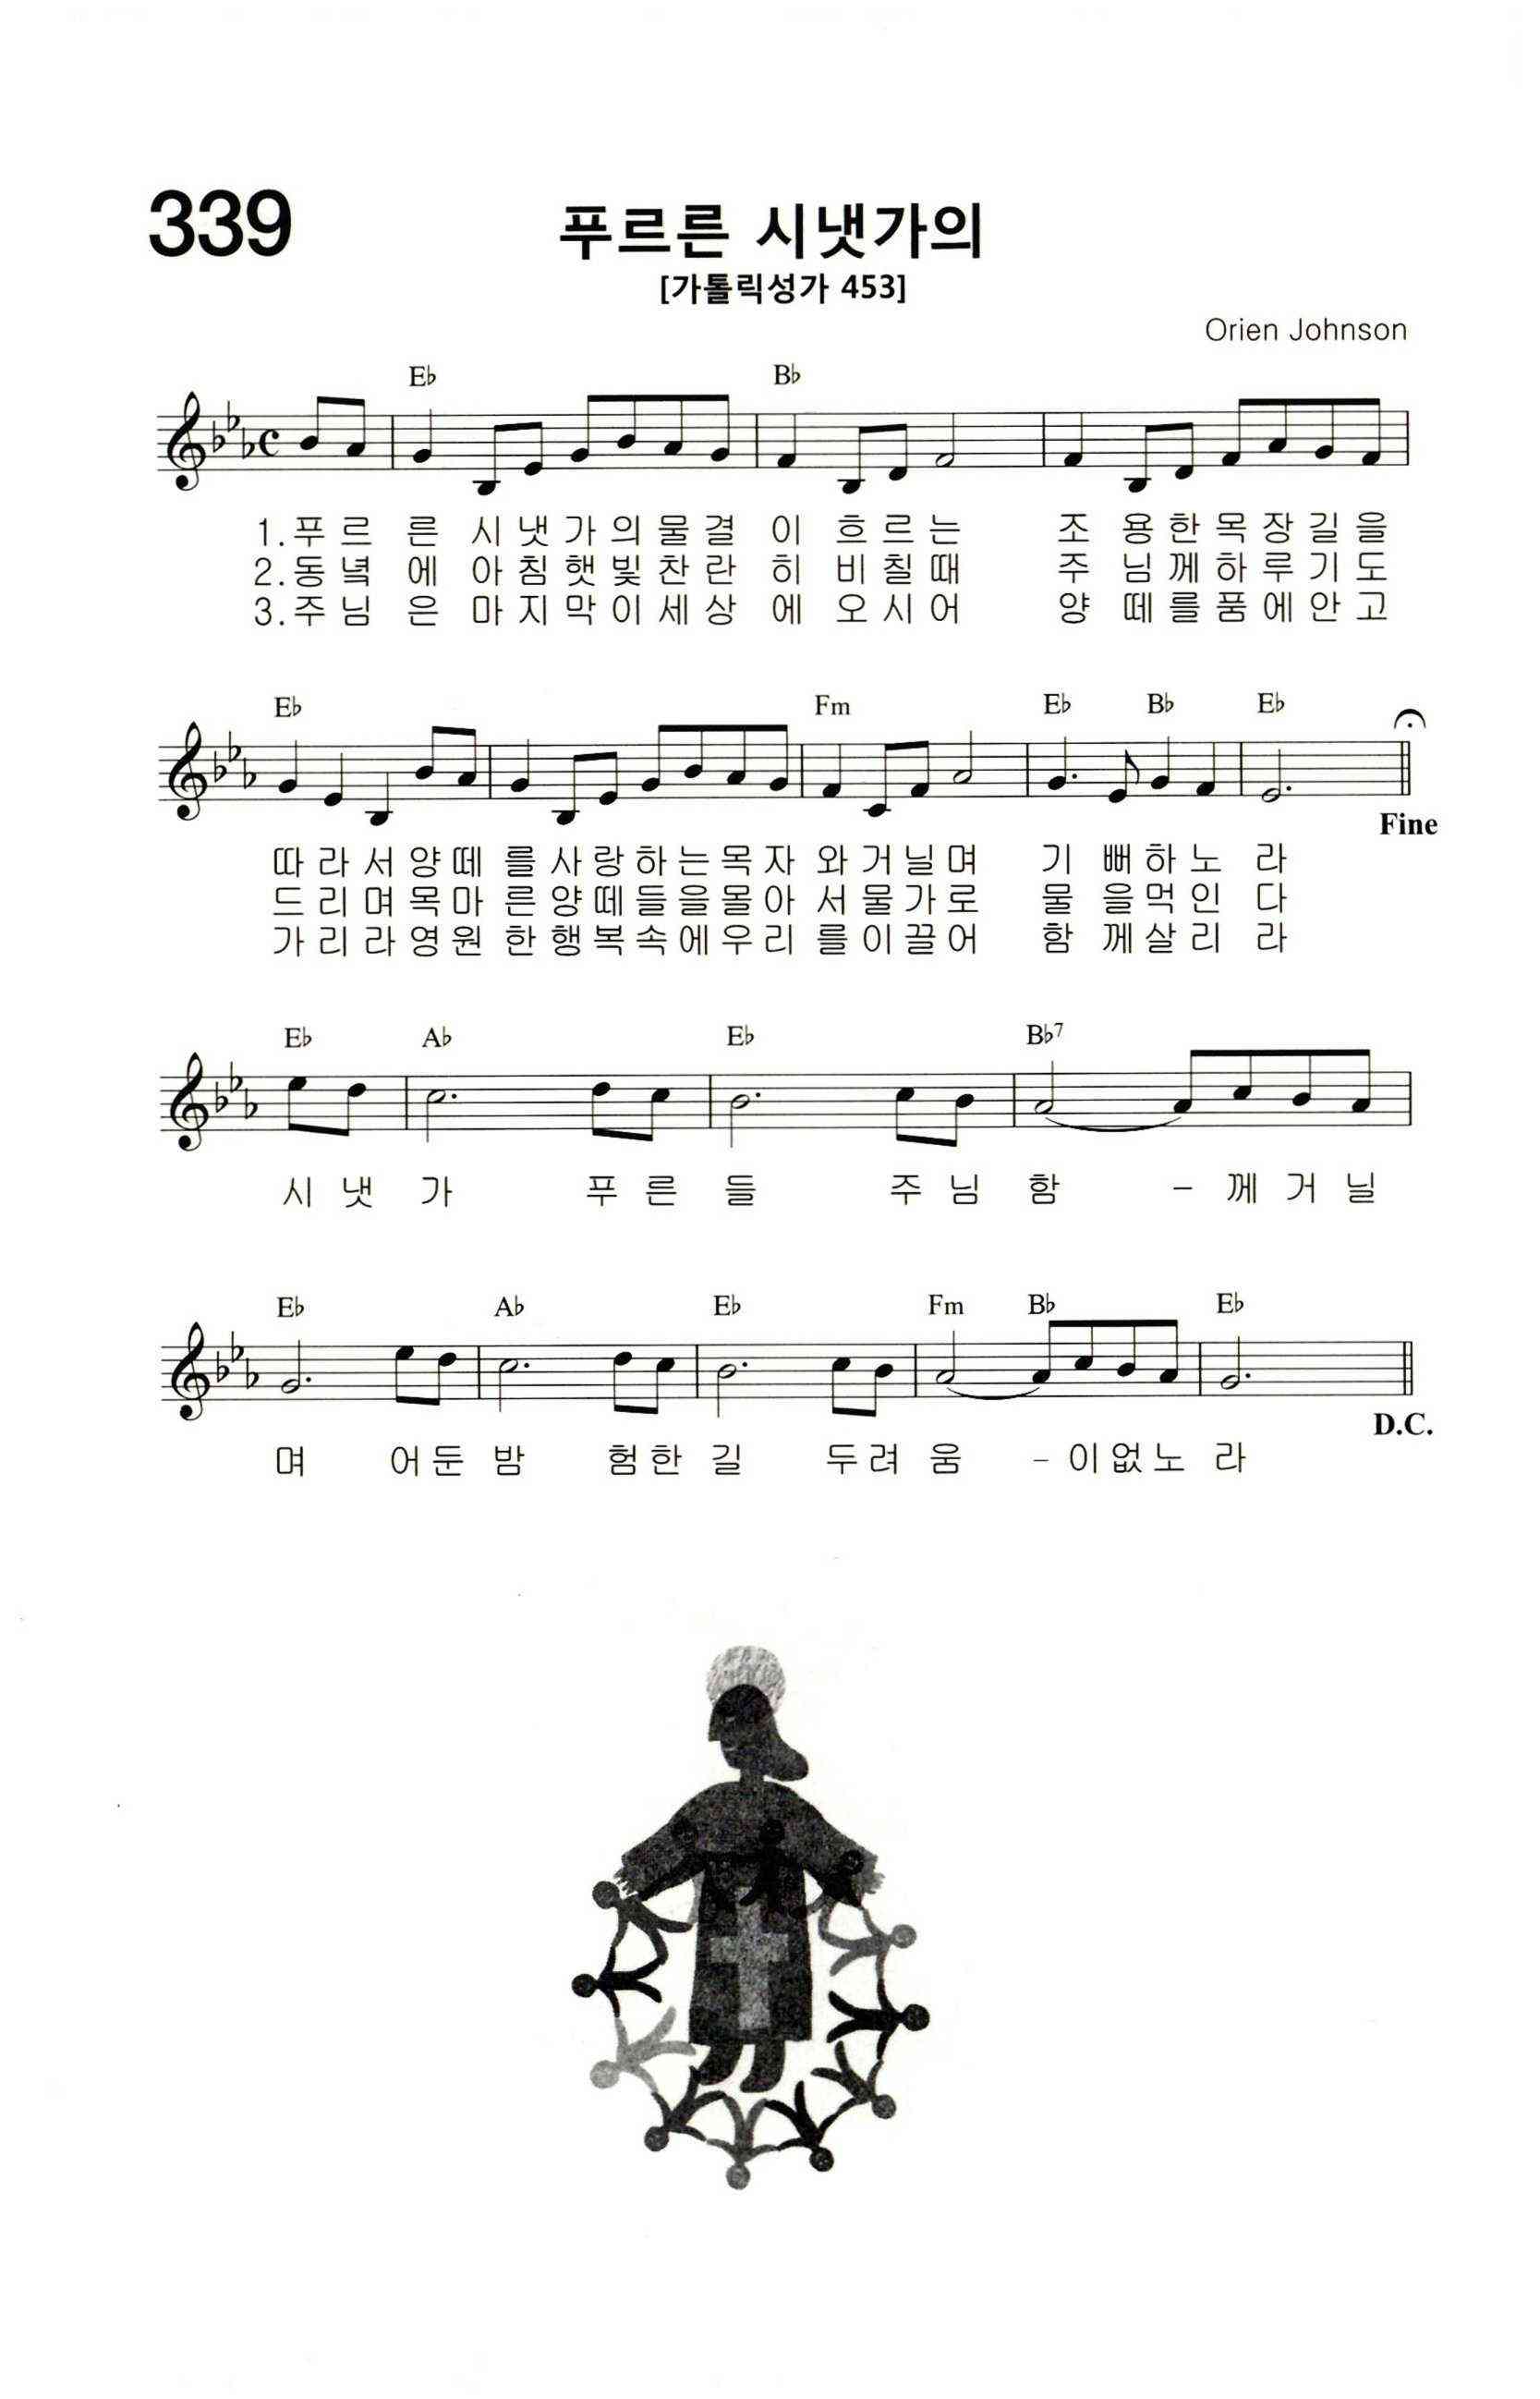 339
푸르른 시냇가의
[가톨릭성가 453]
Orien Johnson
E♭ B♭
1.푸르 른 시냇가의물결 이 흐르는 조 용한목장길을
2.동녘 에 아침햇빛찬란 히 비칠때 주 님께하루기도
3.주님 은 마지막이세상 에 오시어 양 떼를품에안고
E♭ Fm E♭ B♭ E♭
Fine
따라서양떼 를사랑하는목자 와거닐며 기 뻐하노 라
드리며목마 른양떼들을몰아 서물가로 물 을먹인 다
가리라영원 한행복속에우리 를이끌어 함 께살리 라
E♭ A♭ E♭ B♭7
시냇 가 푸른 들 주님 함 - 께거닐
E♭ A♭ E♭ Fm B♭ E♭
D.C.
며 어둔 밤 험한 길 두려 움 - 이없노 라